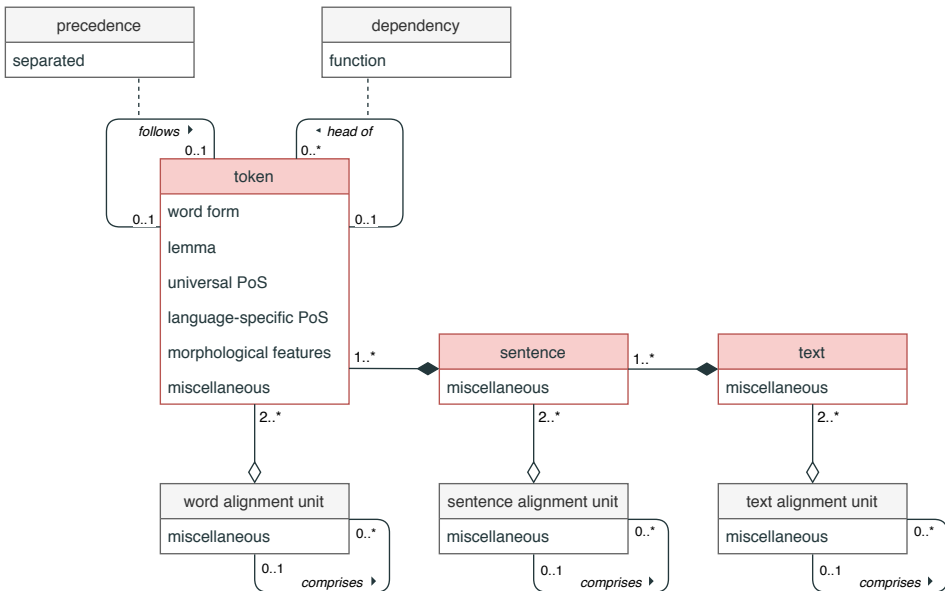 precedence
separated
dependency
function
follows
0..1
0..1
head of
0..*
0..1
token
word form
lemma
universal PoS
language-specific PoS
morphological features
miscellaneous
1..*
sentence
miscellaneous
1..*
text
miscellaneous
2..*
2..*
2..*
word alignment unit
miscellaneous
0..*
0..1
comprises
sentence alignment unit
miscellaneous
0..*
0..1
comprises
text alignment unit
miscellaneous
0..*
0..1
comprises